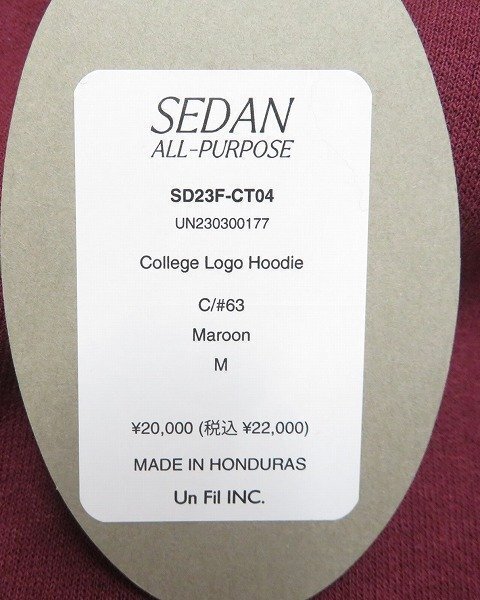 SEDAN
ALL-PURPOSE
SD23F-CT04
UN230300177
College Logo Hoodie
C/#63
Maroon
M
¥20,000 (税込 ¥22,000)
MADE IN HONDURAS
Un Fil INC.